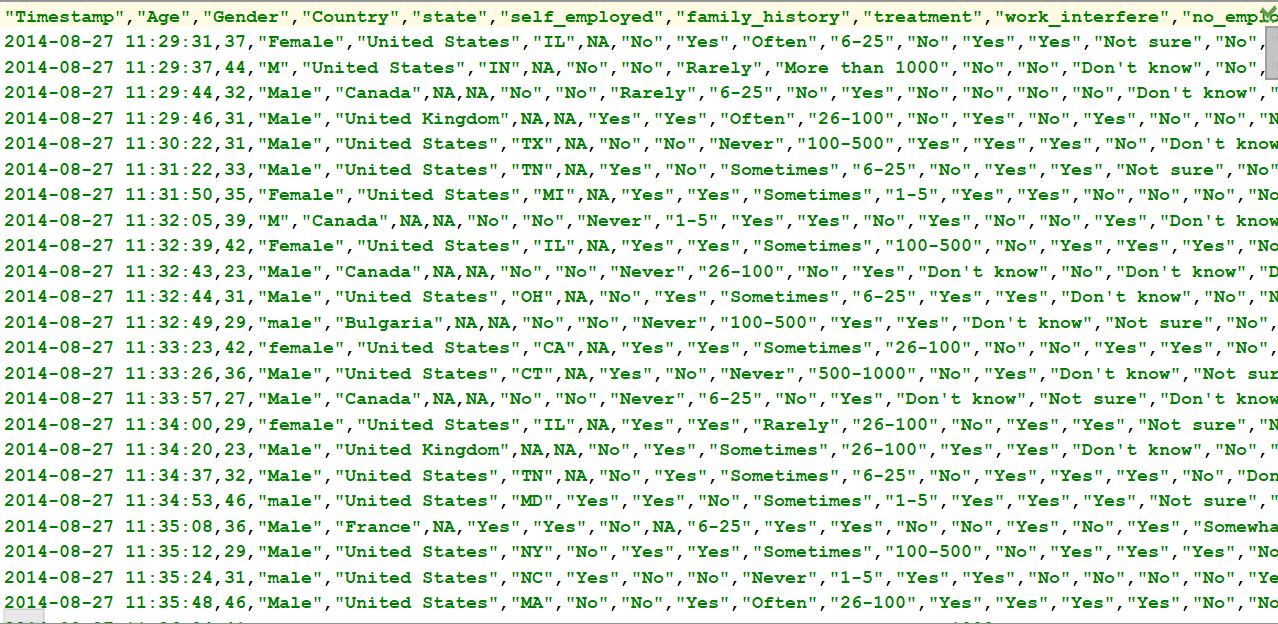 "Timestamp","Age","Gender","Country","state","self_employed","family_history","treatment","work_interfere","no_emplo
2014-08-27 11:29:31,37,"Female","United States","IL",NA,"No","Yes","Often","6-25","No","Yes","Yes","Not sure","No",
2014-08-27 11:29:37,44,"M","United States","IN",NA,"No","No","Rarely","More than 1000","No","No","Don't know","No",
2014-08-27 11:29:44,32,"Male","Canada",NA,NA,"No","No","Rarely","6-25","No","Yes","No","No","No","No","Don't know","
2014-08-27 11:29:46,31,"Male","United Kingdom",NA,NA,"Yes","Yes","Often","26-100","No","Yes","No","Yes","No","No","N
2014-08-27 11:30:22,31,"Male","United States","TX",NA,"No","No","Never","100-500","Yes","Yes","Yes","No","Don't know
2014-08-27 11:31:22,33,"Male","United States","TN",NA,"Yes","No","Sometimes","6-25","No","Yes","Yes","Not sure","No"
2014-08-27 11:31:50,35,"Female","United States","MI",NA,"Yes","Yes","Sometimes","1-5","Yes","Yes","No","No","No","No
2014-08-27 11:32:05,39,"M","Canada",NA,NA,"No","No","Never","1-5","Yes","Yes","No","Yes","No","No","Yes","Don't know
2014-08-27 11:32:39,42,"Female","United States","IL",NA,"Yes","Yes","Sometimes","100-500","No","Yes","Yes","Yes","No
2014-08-27 11:32:43,23,"Male","Canada",NA,NA,"No","No","Never","26-100","No","Yes","Don't know","No","Don't know","D
2014-08-27 11:32:44,31,"Male","United States","OH",NA,"No","Yes","Sometimes","6-25","Yes","Yes","Don't know","No","N
2014-08-27 11:32:49,29,"male","Bulgaria",NA,NA,"No","No","Never","100-500","Yes","Yes","Don't know","Not sure","No",
2014-08-27 11:33:23,42,"female","United States","CA",NA,"Yes","Yes","Sometimes","26-100","No","No","Yes","Yes","No",
2014-08-27 11:33:26,36,"Male","United States","CT",NA,"Yes","No","Never","500-1000","No","Yes","Don't know","Not sur
2014-08-27 11:33:57,27,"Male","Canada",NA,NA,"No","No","Never","6-25","No","Yes","Don't know","Not sure","Don't know
2014-08-27 11:34:00,29,"female","United States","IL",NA,"Yes","Yes","Rarely","26-100","No","Yes","Yes","Not sure","N
2014-08-27 11:34:20,23,"Male","United Kingdom",NA,NA,"No","Yes","Sometimes","26-100","Yes","Yes","Don't know","No","
2014-08-27 11:34:37,32,"Male","United States","TN",NA,"No","Yes","Sometimes","6-25","No","Yes","Yes","Yes","No","Don
2014-08-27 11:34:53,46,"male","United States","MD","Yes","Yes","No","Sometimes","1-5","Yes","Yes","Yes","Not sure","
2014-08-27 11:35:08,36,"Male","France",NA,"Yes","Yes","No",NA,"6-25","Yes","Yes","No","No","Yes","No","Yes","Somewha
2014-08-27 11:35:12,29,"Male","United States","NY","No","Yes","Yes","Sometimes","100-500","No","Yes","Yes","Yes","No
2014-08-27 11:35:24,31,"male","United States","NC","Yes","No","No","Never","1-5","Yes","Yes","No","No","No","No","Ye
2014-08-27 11:35:48,46,"Male","United States","MA","No","No","Yes","Often","26-100","Yes","Yes","Yes","Yes","No","No